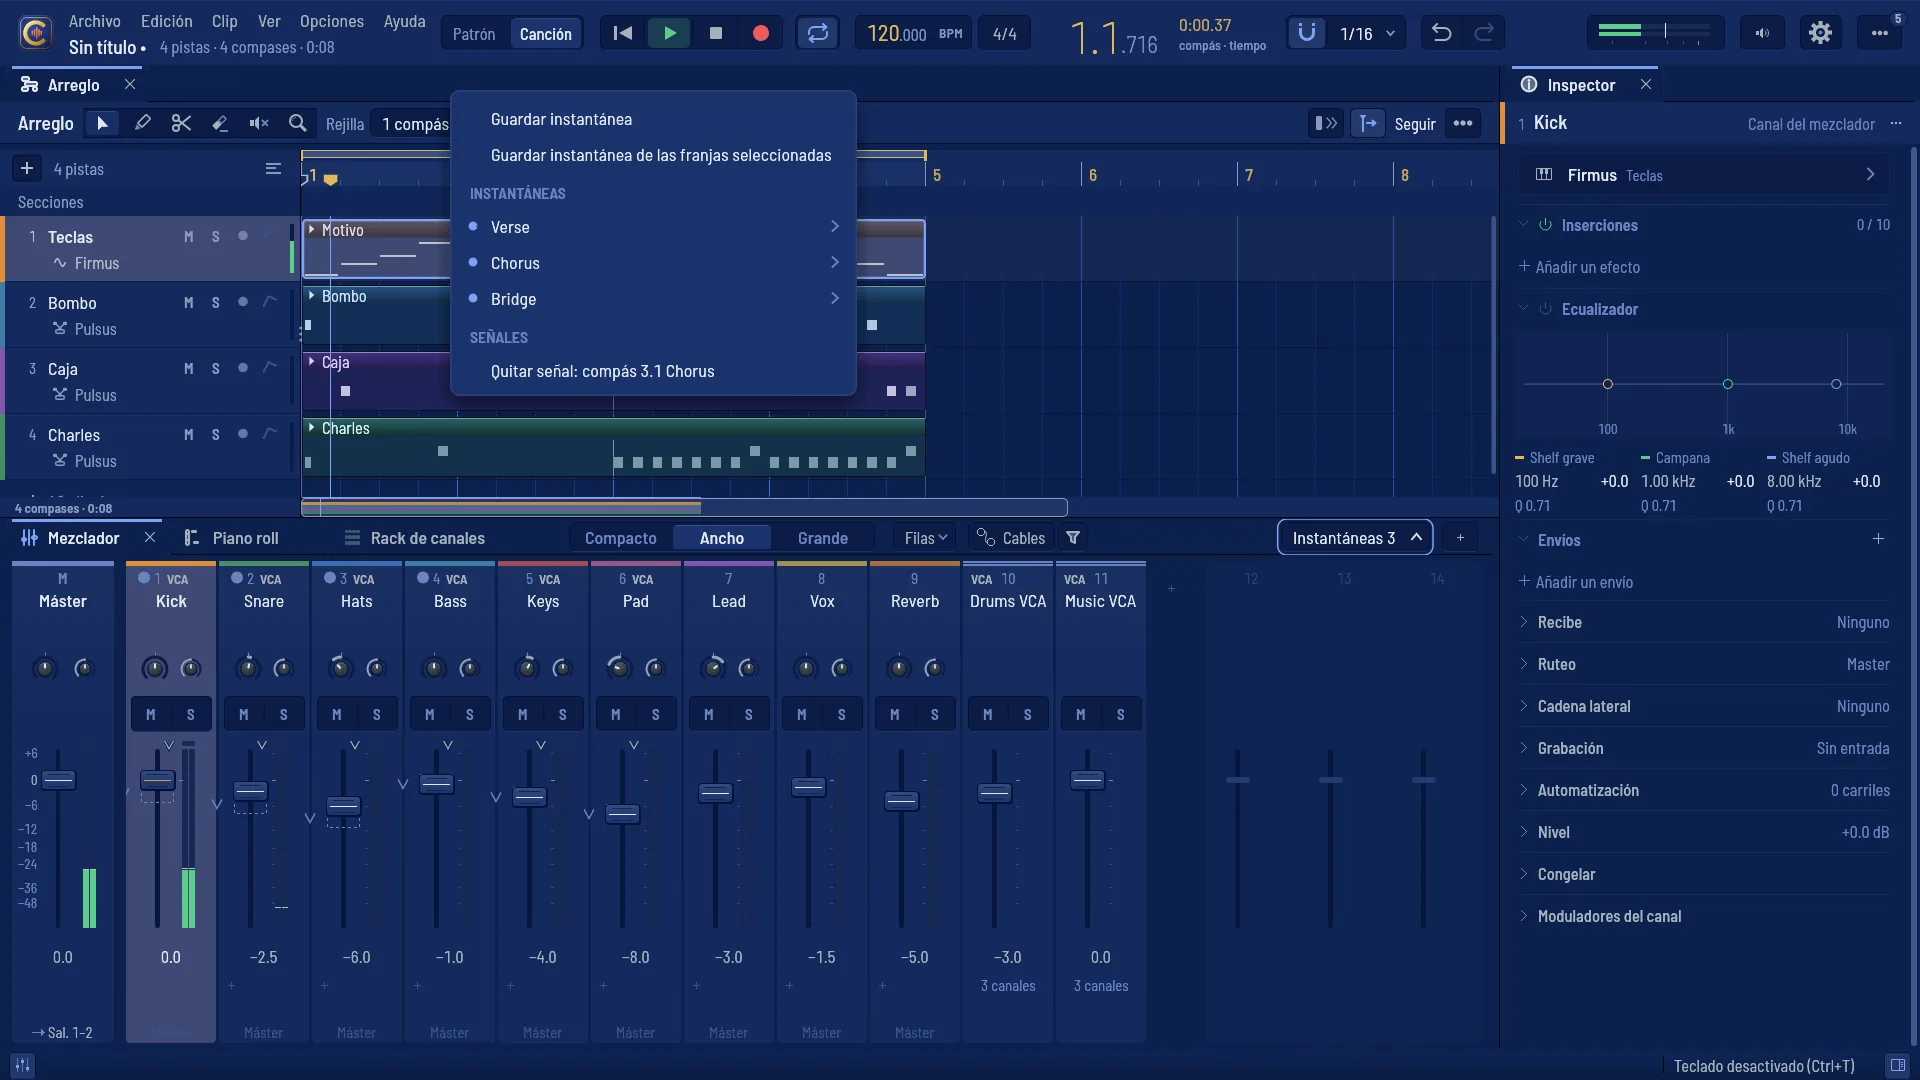 Archivo Edición Clip Ver Opciones Ayuda
Sin título • 4 pistas · 4 compases · 0:08
Patrón Canción
120.000 BPM 4/4
1.1.716
0:00.37
compás · tiempo
1/16
5
Arreglo
Arreglo
Rejilla 1 compás
Seguir
4 pistas
Secciones
1 5 6 7 8
1 Teclas M S
Firmus
2 Bombo M S
Pulsus
3 Caja M S
Pulsus
4 Charles M S
Pulsus
4 compases · 0:08
Motivo
Bombo
Caja
Charles
Guardar instantánea
Guardar instantánea de las franjas seleccionadas
INSTANTÁNEAS
Verse
Chorus
Bridge
SEÑALES
Quitar señal: compás 3.1 Chorus
Mezclador
Piano roll
Rack de canales
Compacto Ancho Grande
Filas
Cables
Instantáneas 3
+
M 1 VCA 2 VCA 3 VCA 4 VCA 5 VCA 6 VCA 7 8 9 VCA 10 VCA 11 + 12 13 14
Máster Kick Snare Hats Bass Keys Pad Lead Vox Reverb Drums VCA Music VCA
M S M S M S M S M S M S M S M S M S M S M S
+6
0
−6
−12
−18
−24
−36
−48
0.0 0.0 −2.5 −6.0 −1.0 −4.0 −8.0 −3.0 −1.5 −5.0 −3.0 0.0
+ + + + + + + + 3 canales 3 canales
→ Sal. 1–2 Máster Máster Máster Máster Máster Máster Máster Máster
Inspector
1 Kick Canal del mezclador
Firmus Teclas
Inserciones 0 / 10
+ Añadir un efecto
Ecualizador
100 1k 10k
Shelf grave Campana Shelf agudo
100 Hz +0.0 1.00 kHz +0.0 8.00 kHz +0.0
Q 0.71 Q 0.71 Q 0.71
Envíos +
+ Añadir un envío
Recibe Ninguno
Ruteo Master
Cadena lateral Ninguno
Grabación Sin entrada
Automatización 0 carriles
Nivel +0.0 dB
Congelar
Moduladores del canal
Teclado desactivado (Ctrl+T)